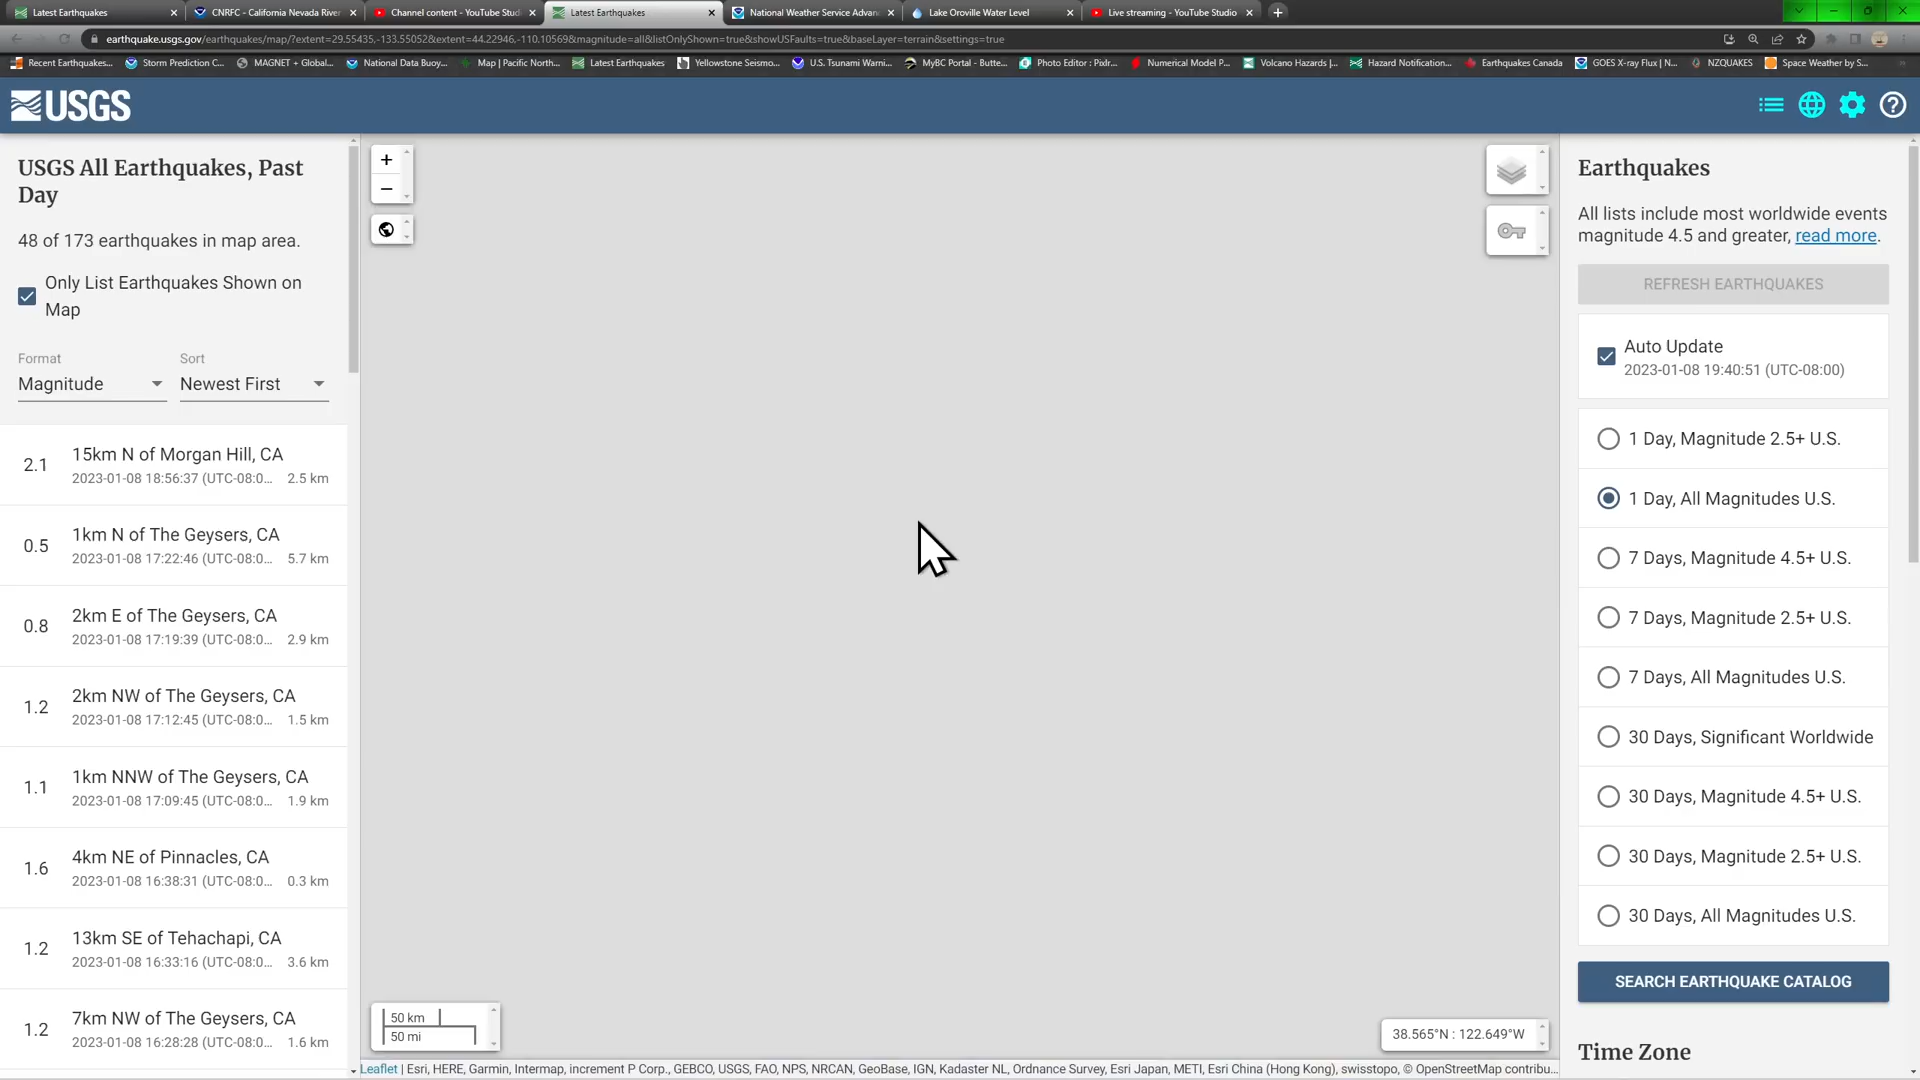 Latest Earthquakes
CNRFC - California Nevada River
Channel content - YouTube Studi
Latest Earthquakes
National Weather Service Advan
Lake Oroville Water Level
Live streaming - YouTube Studio
earthquake.usgs.gov/earthquakes/map/?extent=29.55435,-133.55052&extent=44.22946,-110.10569&magnitude=all&listOnlyShown=true&showUSFaults=true&baseLayer=terrain&settings=true
Recent Earthquakes...
Storm Prediction C...
MAGNET + Global...
National Data Buoy...
Map | Pacific North...
Latest Earthquakes
Yellowstone Seismo...
U.S. Tsunami Warni...
MyBC Portal - Butte...
Photo Editor : Pixlr...
Numerical Model P...
Volcano Hazards |...
Hazard Notification...
Earthquakes Canada
GOES X-ray Flux | N...
NZQUAKES
Space Weather by S...
USGS
USGS All Earthquakes, Past
Day
48 of 173 earthquakes in map area.
Only List Earthquakes Shown on
Map
Format
Sort
Magnitude
Newest First
2.1
15km N of Morgan Hill, CA
2023-01-08 18:56:37 (UTC-08:0... 2.5 km
0.5
1km N of The Geysers, CA
2023-01-08 17:22:46 (UTC-08:0... 5.7 km
0.8
2km E of The Geysers, CA
2023-01-08 17:19:39 (UTC-08:0... 2.9 km
1.2
2km NW of The Geysers, CA
2023-01-08 17:12:45 (UTC-08:0... 1.5 km
1.1
1km NNW of The Geysers, CA
2023-01-08 17:09:45 (UTC-08:0... 1.9 km
1.6
4km NE of Pinnacles, CA
2023-01-08 16:38:31 (UTC-08:0... 0.3 km
1.2
13km SE of Tehachapi, CA
2023-01-08 16:33:16 (UTC-08:0... 3.6 km
1.2
7km NW of The Geysers, CA
2023-01-08 16:28:28 (UTC-08:0... 1.6 km
+
−
50 km
50 mi
38.565°N : 122.649°W
Leaflet | Esri, HERE, Garmin, Intermap, increment P Corp., GEBCO, USGS, FAO, NPS, NRCAN, GeoBase, IGN, Kadaster NL, Ordnance Survey, Esri Japan, METI, Esri China (Hong Kong), swisstopo, © OpenStreetMap contribu...
Earthquakes
All lists include most worldwide events
magnitude 4.5 and greater, read more.
REFRESH EARTHQUAKES
Auto Update
2023-01-08 19:40:51 (UTC-08:00)
1 Day, Magnitude 2.5+ U.S.
1 Day, All Magnitudes U.S.
7 Days, Magnitude 4.5+ U.S.
7 Days, Magnitude 2.5+ U.S.
7 Days, All Magnitudes U.S.
30 Days, Significant Worldwide
30 Days, Magnitude 4.5+ U.S.
30 Days, Magnitude 2.5+ U.S.
30 Days, All Magnitudes U.S.
SEARCH EARTHQUAKE CATALOG
Time Zone